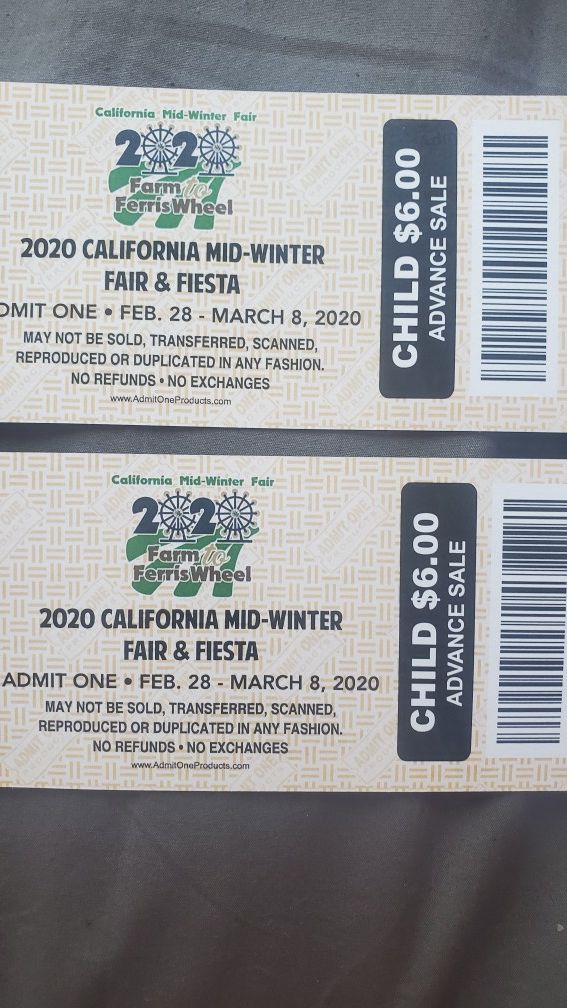 California Mid-Winter Fair
2020
Farm to
Ferris Wheel
2020 CALIFORNIA MID-WINTER
FAIR & FIESTA
DMIT ONE • FEB. 28 - MARCH 8, 2020
MAY NOT BE SOLD, TRANSFERRED, SCANNED,
REPRODUCED OR DUPLICATED IN ANY FASHION.
NO REFUNDS • NO EXCHANGES
www.AdmitOneProducts.com
CHILD $6.00
ADVANCE SALE
California Mid-Winter Fair
2020
Farm to
Ferris Wheel
2020 CALIFORNIA MID-WINTER
FAIR & FIESTA
ADMIT ONE • FEB. 28 - MARCH 8, 2020
MAY NOT BE SOLD, TRANSFERRED, SCANNED,
REPRODUCED OR DUPLICATED IN ANY FASHION.
NO REFUNDS • NO EXCHANGES
www.AdmitOneProducts.com
CHILD $6.00
ADVANCE SALE